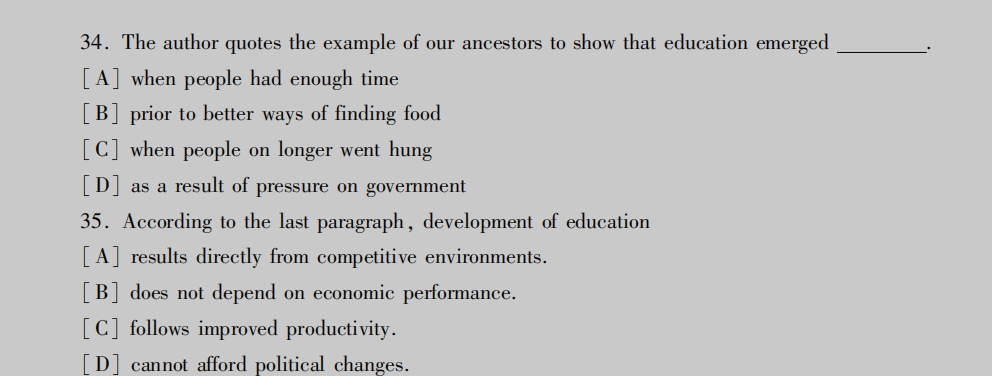 34. The author quotes the example of our ancestors to show that education emerged ________.
[A] when people had enough time
[B] prior to better ways of finding food
[C] when people on longer went hung
[D] as a result of pressure on government
35. According to the last paragraph, development of education
[A] results directly from competitive environments.
[B] does not depend on economic performance.
[C] follows improved productivity.
[D] cannot afford political changes.